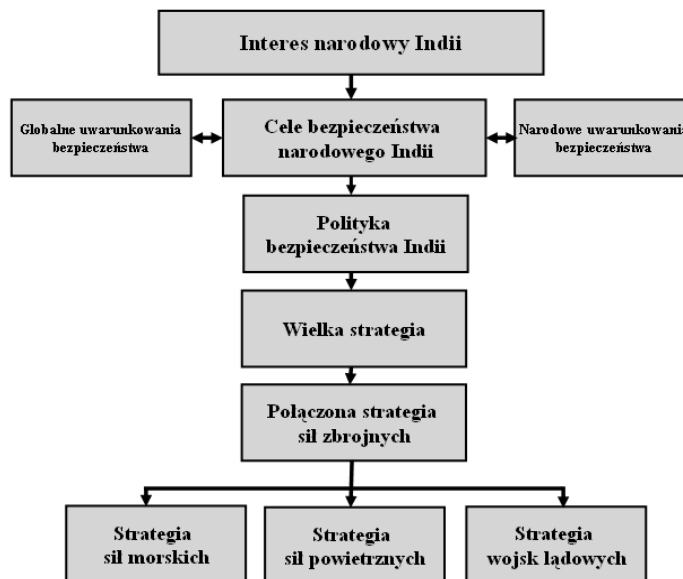 Interes narodowy Indii
Globalne uwarunkowania
bezpieczeństwa
Cele bezpieczeństwa
narodowego Indii
Narodowe uwarunkowania
bezpieczeństwa
Polityka
bezpieczeństwa Indii
Wielka strategia
Połączona strategia
sił zbrojnych
Strategia
sił morskich
Strategia
sił powietrznych
Strategia
wojsk lądowych